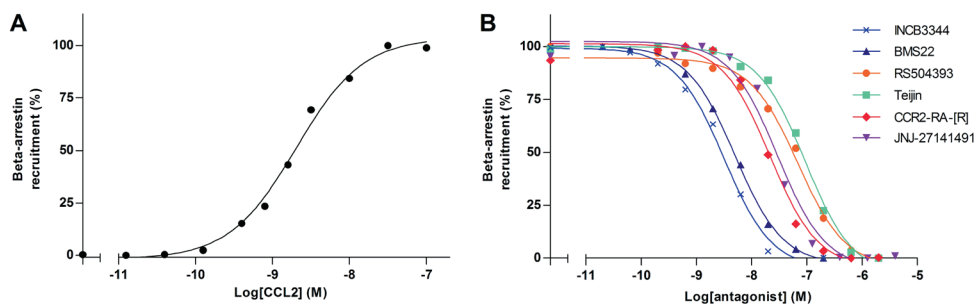 A
Beta-arrestin
recruitment (%)
100
75
50
25
0
-11
-10
-9
-8
-7
Log[CCL2] (M)
B
Beta-arrestin
recruitment (%)
100
75
50
25
0
-11
-10
-9
-8
-7
-6
-5
Log[antagonist] (M)
INCB3344
BMS22
RS504393
Teijin
CCR2-RA-[R]
JNJ-27141491